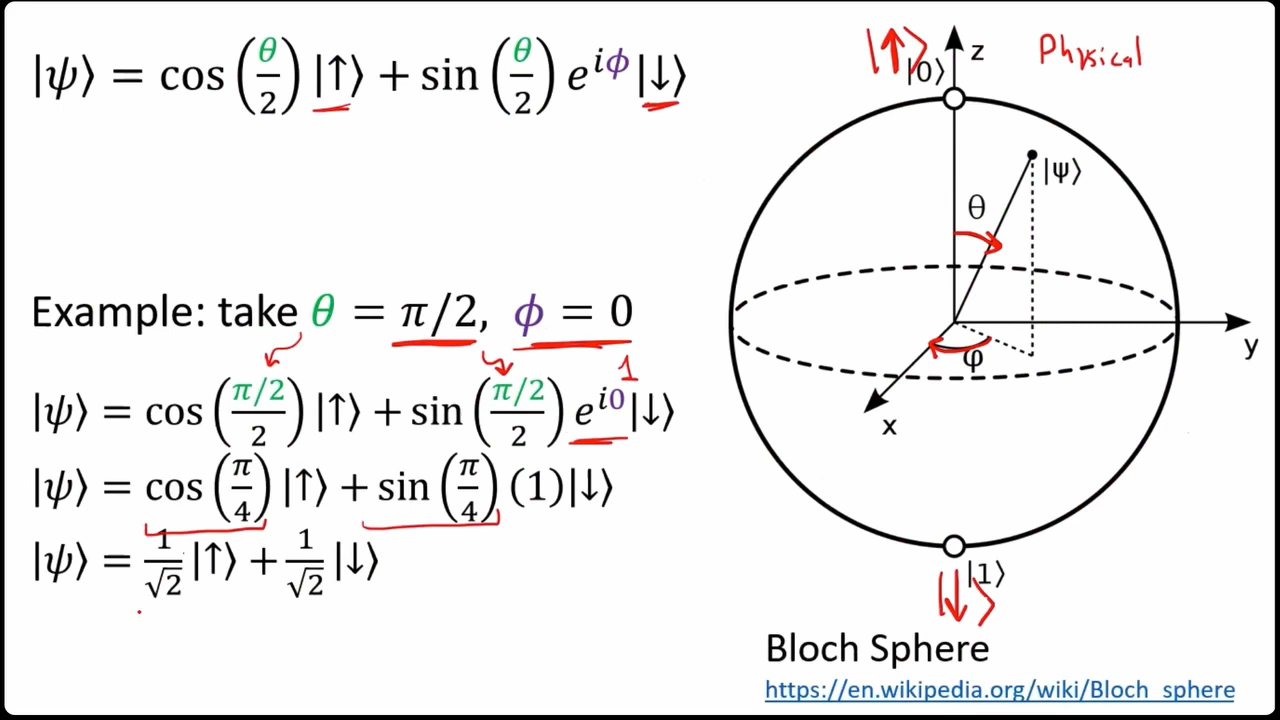 |ψ⟩ = cos (θ/2) |↑⟩ + sin (θ/2) e^{iϕ} |↓⟩
Example: take θ = π/2, ϕ = 0
1
|ψ⟩ = cos ((π/2)/2) |↑⟩ + sin ((π/2)/2) e^{i0} |↓⟩
|ψ⟩ = cos (π/4) |↑⟩ + sin (π/4) (1)|↓⟩
|ψ⟩ = 1/√2 |↑⟩ + 1/√2 |↓⟩
|↑⟩
|0⟩
z
Physical
|ψ⟩
θ
φ
y
x
|1⟩
|↓⟩
Bloch Sphere
https://en.wikipedia.org/wiki/Bloch_sphere